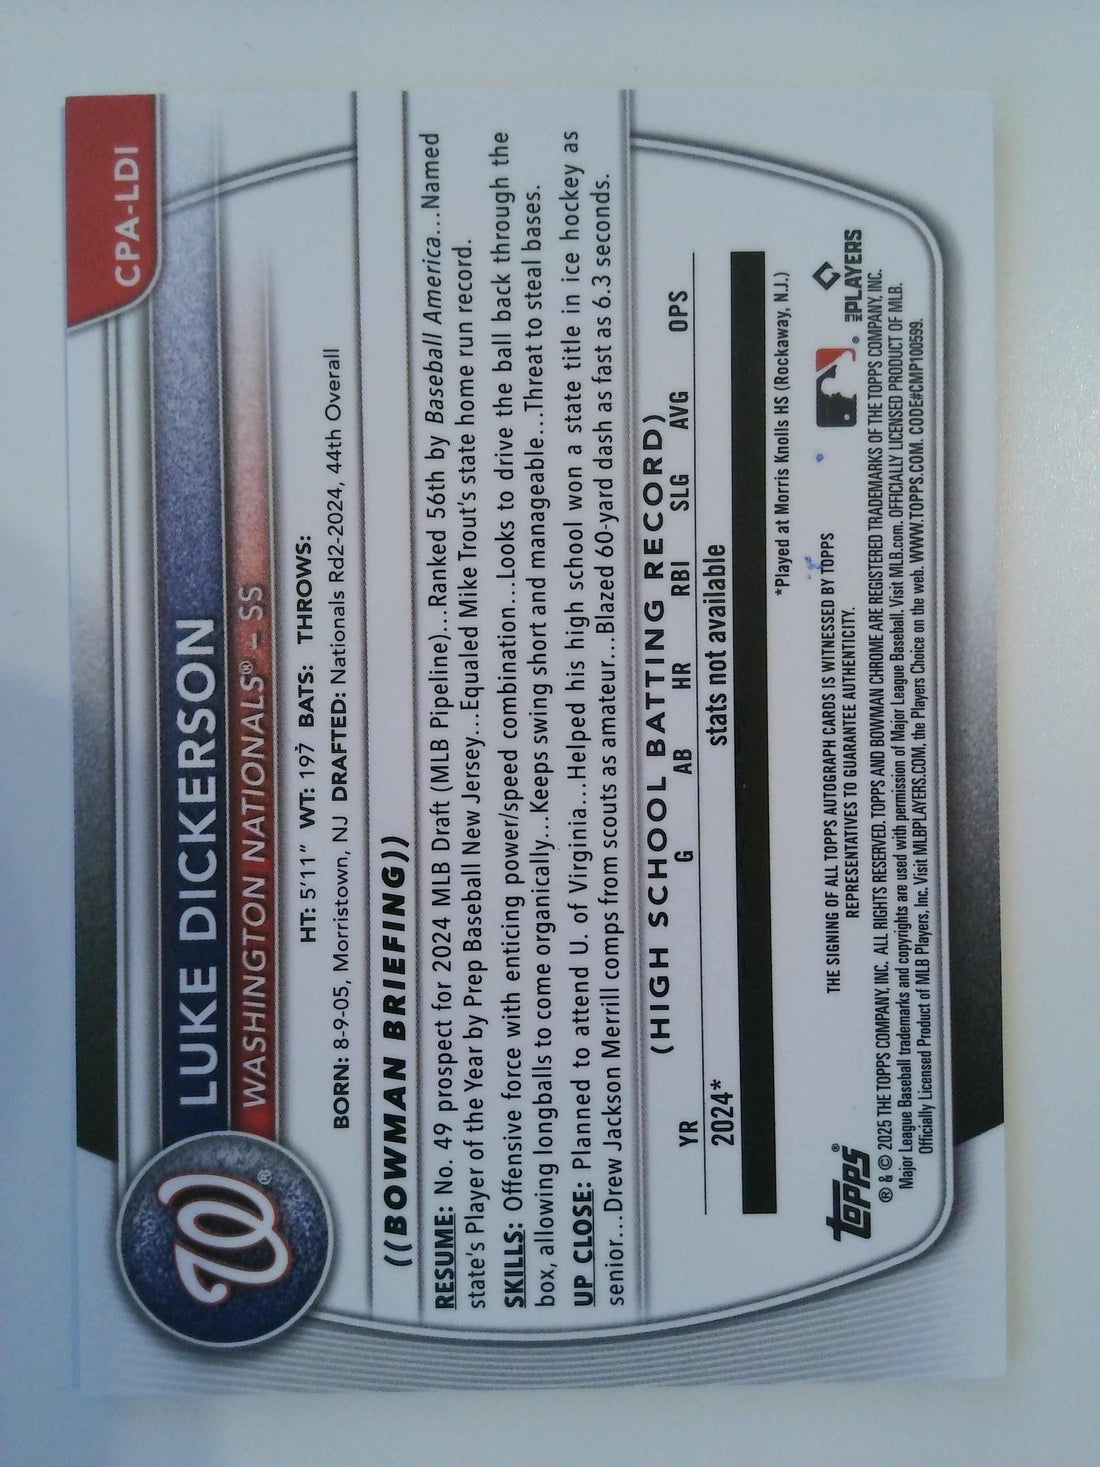 CPA-LDI
LUKE DICKERSON
WASHINGTON NATIONALS® – SS
W®
HT: 5'11" WT: 197 BATS: THROWS:
BORN: 8-9-05, Morristown, NJ DRAFTED: Nationals Rd2-2024, 44th Overall
((BOWMAN BRIEFING))
RESUME: No. 49 prospect for 2024 MLB Draft (MLB Pipeline)...Ranked 56th by Baseball America...Named
state's Player of the Year by Prep Baseball New Jersey...Equaled Mike Trout's state home run record.
SKILLS: Offensive force with enticing power/speed combination...Looks to drive the ball back through the
box, allowing longballs to come organically...Keeps swing short and manageable...Threat to steal bases.
UP CLOSE: Planned to attend U. of Virginia...Helped his high school won a state title in ice hockey as
senior...Drew Jackson Merrill comps from scouts as amateur...Blazed 60-yard dash as fast as 6.3 seconds.
(HIGH SCHOOL BATTING RECORD)
YR G AB HR RBI SLG AVG OPS
2024* stats not available
*Played at Morris Knolls HS (Rockaway, N.J.)
THE SIGNING OF ALL TOPPS AUTOGRAPH CARDS IS WITNESSED BY TOPPS
REPRESENTATIVES TO GUARANTEE AUTHENTICITY.
topps® MLB PLAYERS
® & © 2025 THE TOPPS COMPANY, INC. ALL RIGHTS RESERVED. TOPPS AND BOWMAN CHROME ARE REGISTERED TRADEMARKS OF THE TOPPS COMPANY, INC.
Major League Baseball trademarks and copyrights are used with permission of Major League Baseball. Visit MLB.com. OFFICIALLY LICENSED PRODUCT OF MLB.
Officially Licensed Product of MLB Players, Inc. Visit MLBPLAYERS.COM, the Players Choice on the web. WWW.TOPPS.COM. CODE#CMP100599.